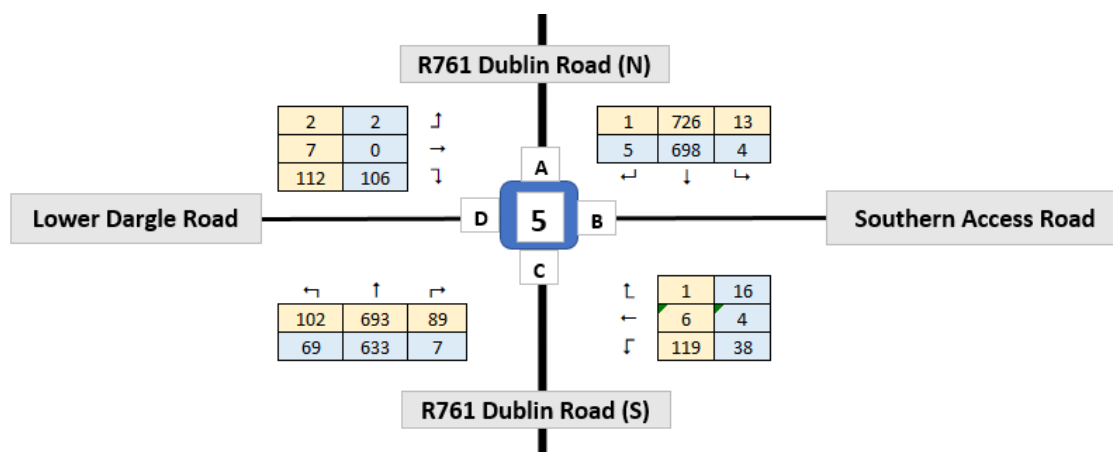 R761 Dublin Road (N)
2 2 ⮥
7 0 →
112 106 ⮧
1 726 13
5 698 4
↵ ↓ ↳
A
Lower Dargle Road
D 5 B
Southern Access Road
C
↰ ↑ ↱
102 693 89
69 633 7
1 16
← 6 4
119 38
R761 Dublin Road (S)